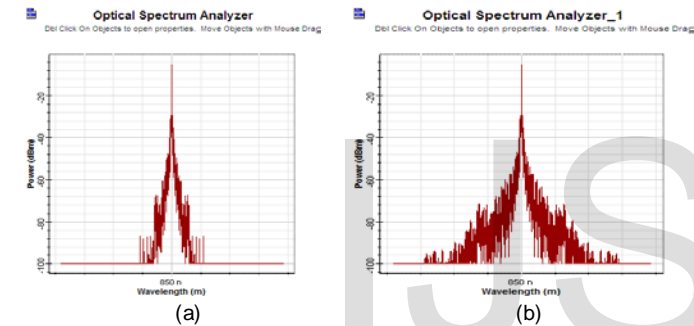 Optical Spectrum Analyzer
Dbl Click On Objects to open properties. Move Objects with Mouse Drag
Power (dBm)
-20
-40
-60
-80
-100
850 n
Wavelength (m)
(a)
Optical Spectrum Analyzer_1
Dbl Click On Objects to open properties. Move Objects with Mouse Drag
Power (dBm)
-20
-40
-60
-80
-100
850 n
Wavelength (m)
(b)
IJS